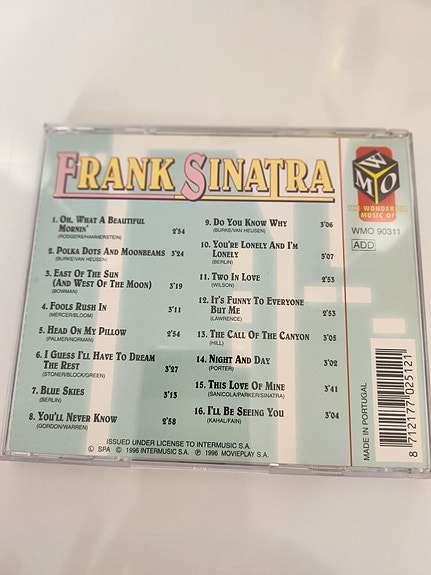 FRANK SINATRA
WMO
THE WONDERFUL
MUSIC OF
WMO 90311
ADD
1. OH, WHAT A BEAUTIFUL
MORNIN' 2'54
(RODGERS/HAMMERSTEIN)
2. POLKA DOTS AND MOONBEAMS 3'24
(BURKE/VAN HEUSEN)
3. EAST OF THE SUN
(AND WEST OF THE MOON) 3'19
(BOWMAN)
4. FOOLS RUSH IN 3'11
(MERCER/BLOOM)
5. HEAD ON MY PILLOW 2'54
(PALMER/NORMAN)
6. I GUESS I'LL HAVE TO DREAM
THE REST 3'27
(STONER/BLOCK/GREEN)
7. BLUE SKIES 3'13
(BERLIN)
8. YOU'LL NEVER KNOW 2'58
(GORDON/WARREN)
9. DO YOU KNOW WHY 3'06
(BURKE/VAN HEUSEN)
10. YOU'RE LONELY AND I'M
LONELY 3'07
(BERLIN)
11. TWO IN LOVE 2'53
(WILSON)
12. IT'S FUNNY TO EVERYONE
BUT ME 2'53
(LAWRENCE)
13. THE CALL OF THE CANYON 3'05
(HILL)
14. NIGHT AND DAY 3'02
(PORTER)
15. THIS LOVE OF MINE 3'41
(SANICOLA/PARKER/SINATRA)
16. I'LL BE SEEING YOU 3'04
(KAHAL/FAIN)
ISSUED UNDER LICENSE TO INTERMUSIC S.A.
Ⓛ SPA © 1996 INTERMUSIC S.A. Ⓟ 1996 MOVIEPLAY S.A.
MADE IN PORTUGAL
8 712177 025121